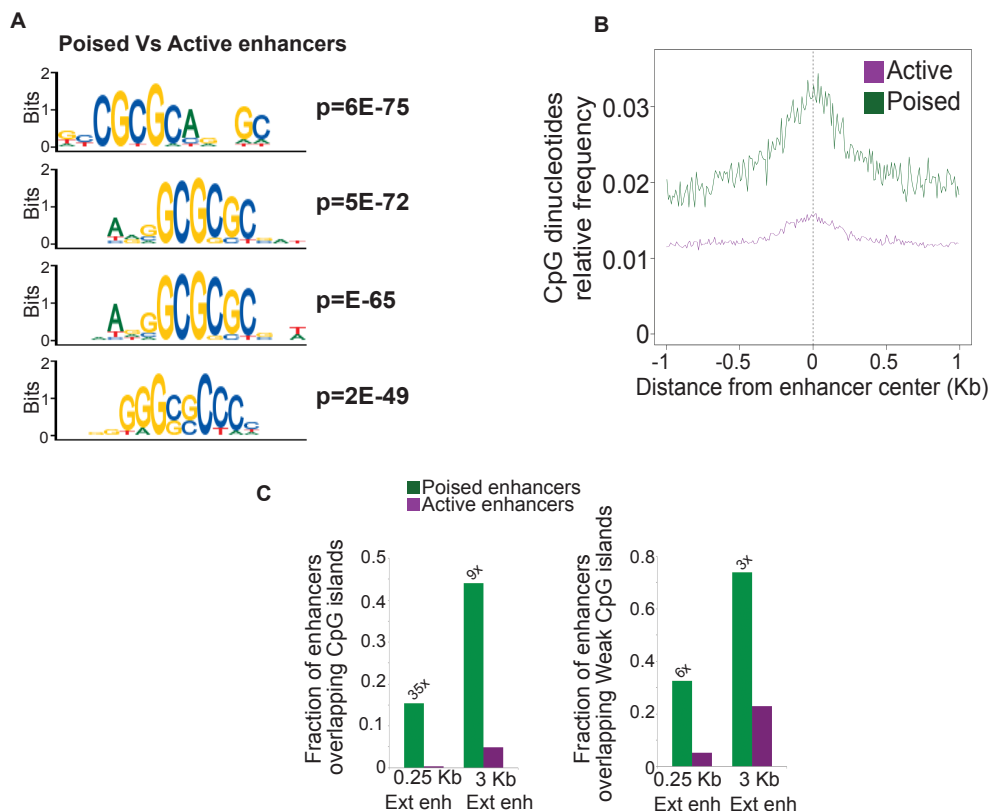 A
Poised Vs Active enhancers
Bits
2
1
0
p=6E-75
Bits
2
1
0
p=5E-72
Bits
2
1
0
p=E-65
Bits
2
1
0
p=2E-49
B
Active
Poised
CpG dinucleotides
relative frequency
0.03
0.02
0.01
0
-1 -0.5 0 0.5 1
Distance from enhancer center (Kb)
C
Poised enhancers
Active enhancers
Fraction of enhancers
overlapping CpG islands
0.5
0.4
0.3
0.2
0.1
0
35x
9x
0.25 Kb 3 Kb
Ext enh Ext enh
Fraction of enhancers
overlapping Weak CpG islands
0.8
0.6
0.4
0.2
0
6x
3x
0.25 Kb 3 Kb
Ext enh Ext enh